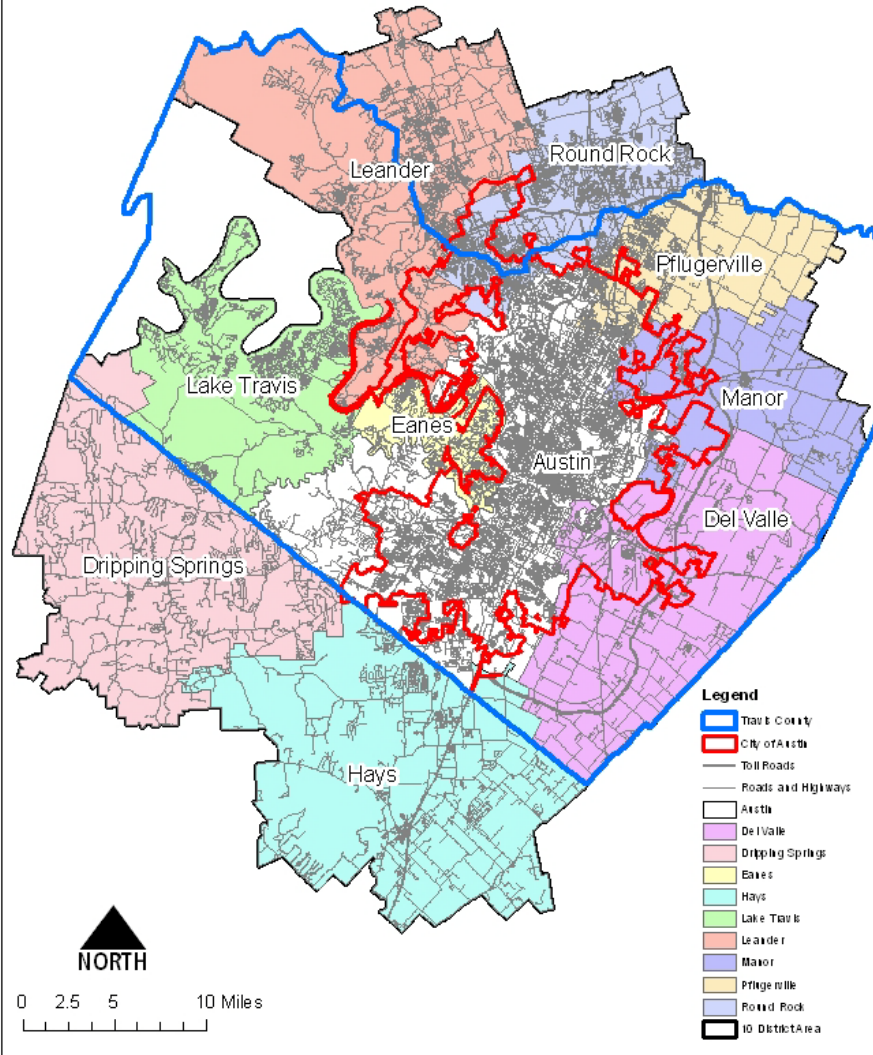 Leander
Round Rock
Pflugerville
Lake Travis
Manor
Eanes
Austin
Del Valle
Dripping Springs
Hays
Legend
Travis County
City of Austin
Toll Roads
Roads and Highways
Austin
Del Valle
Dripping Springs
Eanes
Hays
Lake Travis
Leander
Manor
Pflugerville
Round Rock
10 District Area
NORTH
0 2.5 5 10 Miles